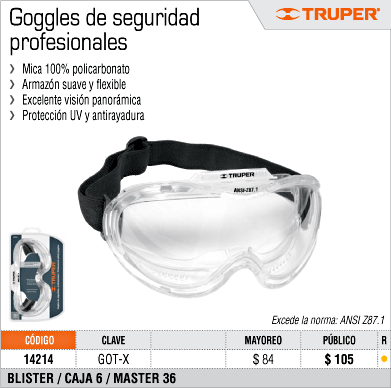 Goggles de seguridad
profesionales
TRUPER®
Mica 100% policarbonato
Armazón suave y flexible
Excelente visión panorámica
Protección UV y antirayadura
TRUPER
ANSI-Z87.1
Excede la norma: ANSI Z87.1
CÓDIGO CLAVE MAYOREO PÚBLICO R
14214 GOT-X $ 84 $ 105
BLISTER / CAJA 6 / MASTER 36